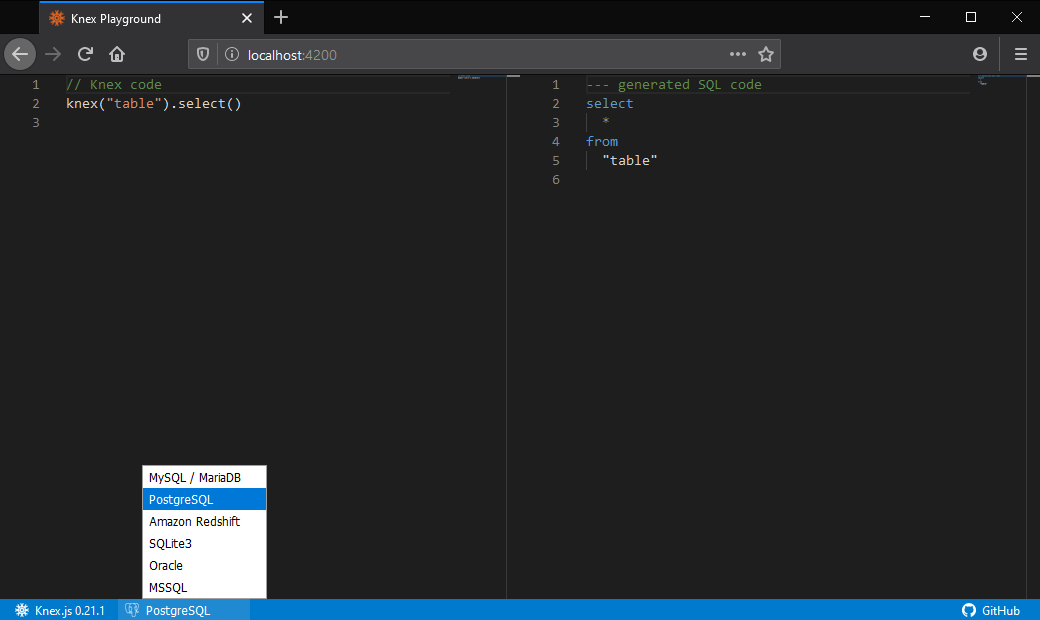 Knex Playground
localhost:4200
1 // Knex code
2 knex("table").select()
3
1 --- generated SQL code
2 select
3 *
4 from
5 "table"
6
MySQL / MariaDB
PostgreSQL
Amazon Redshift
SQLite3
Oracle
MSSQL
Knex.js 0.21.1 PostgreSQL GitHub